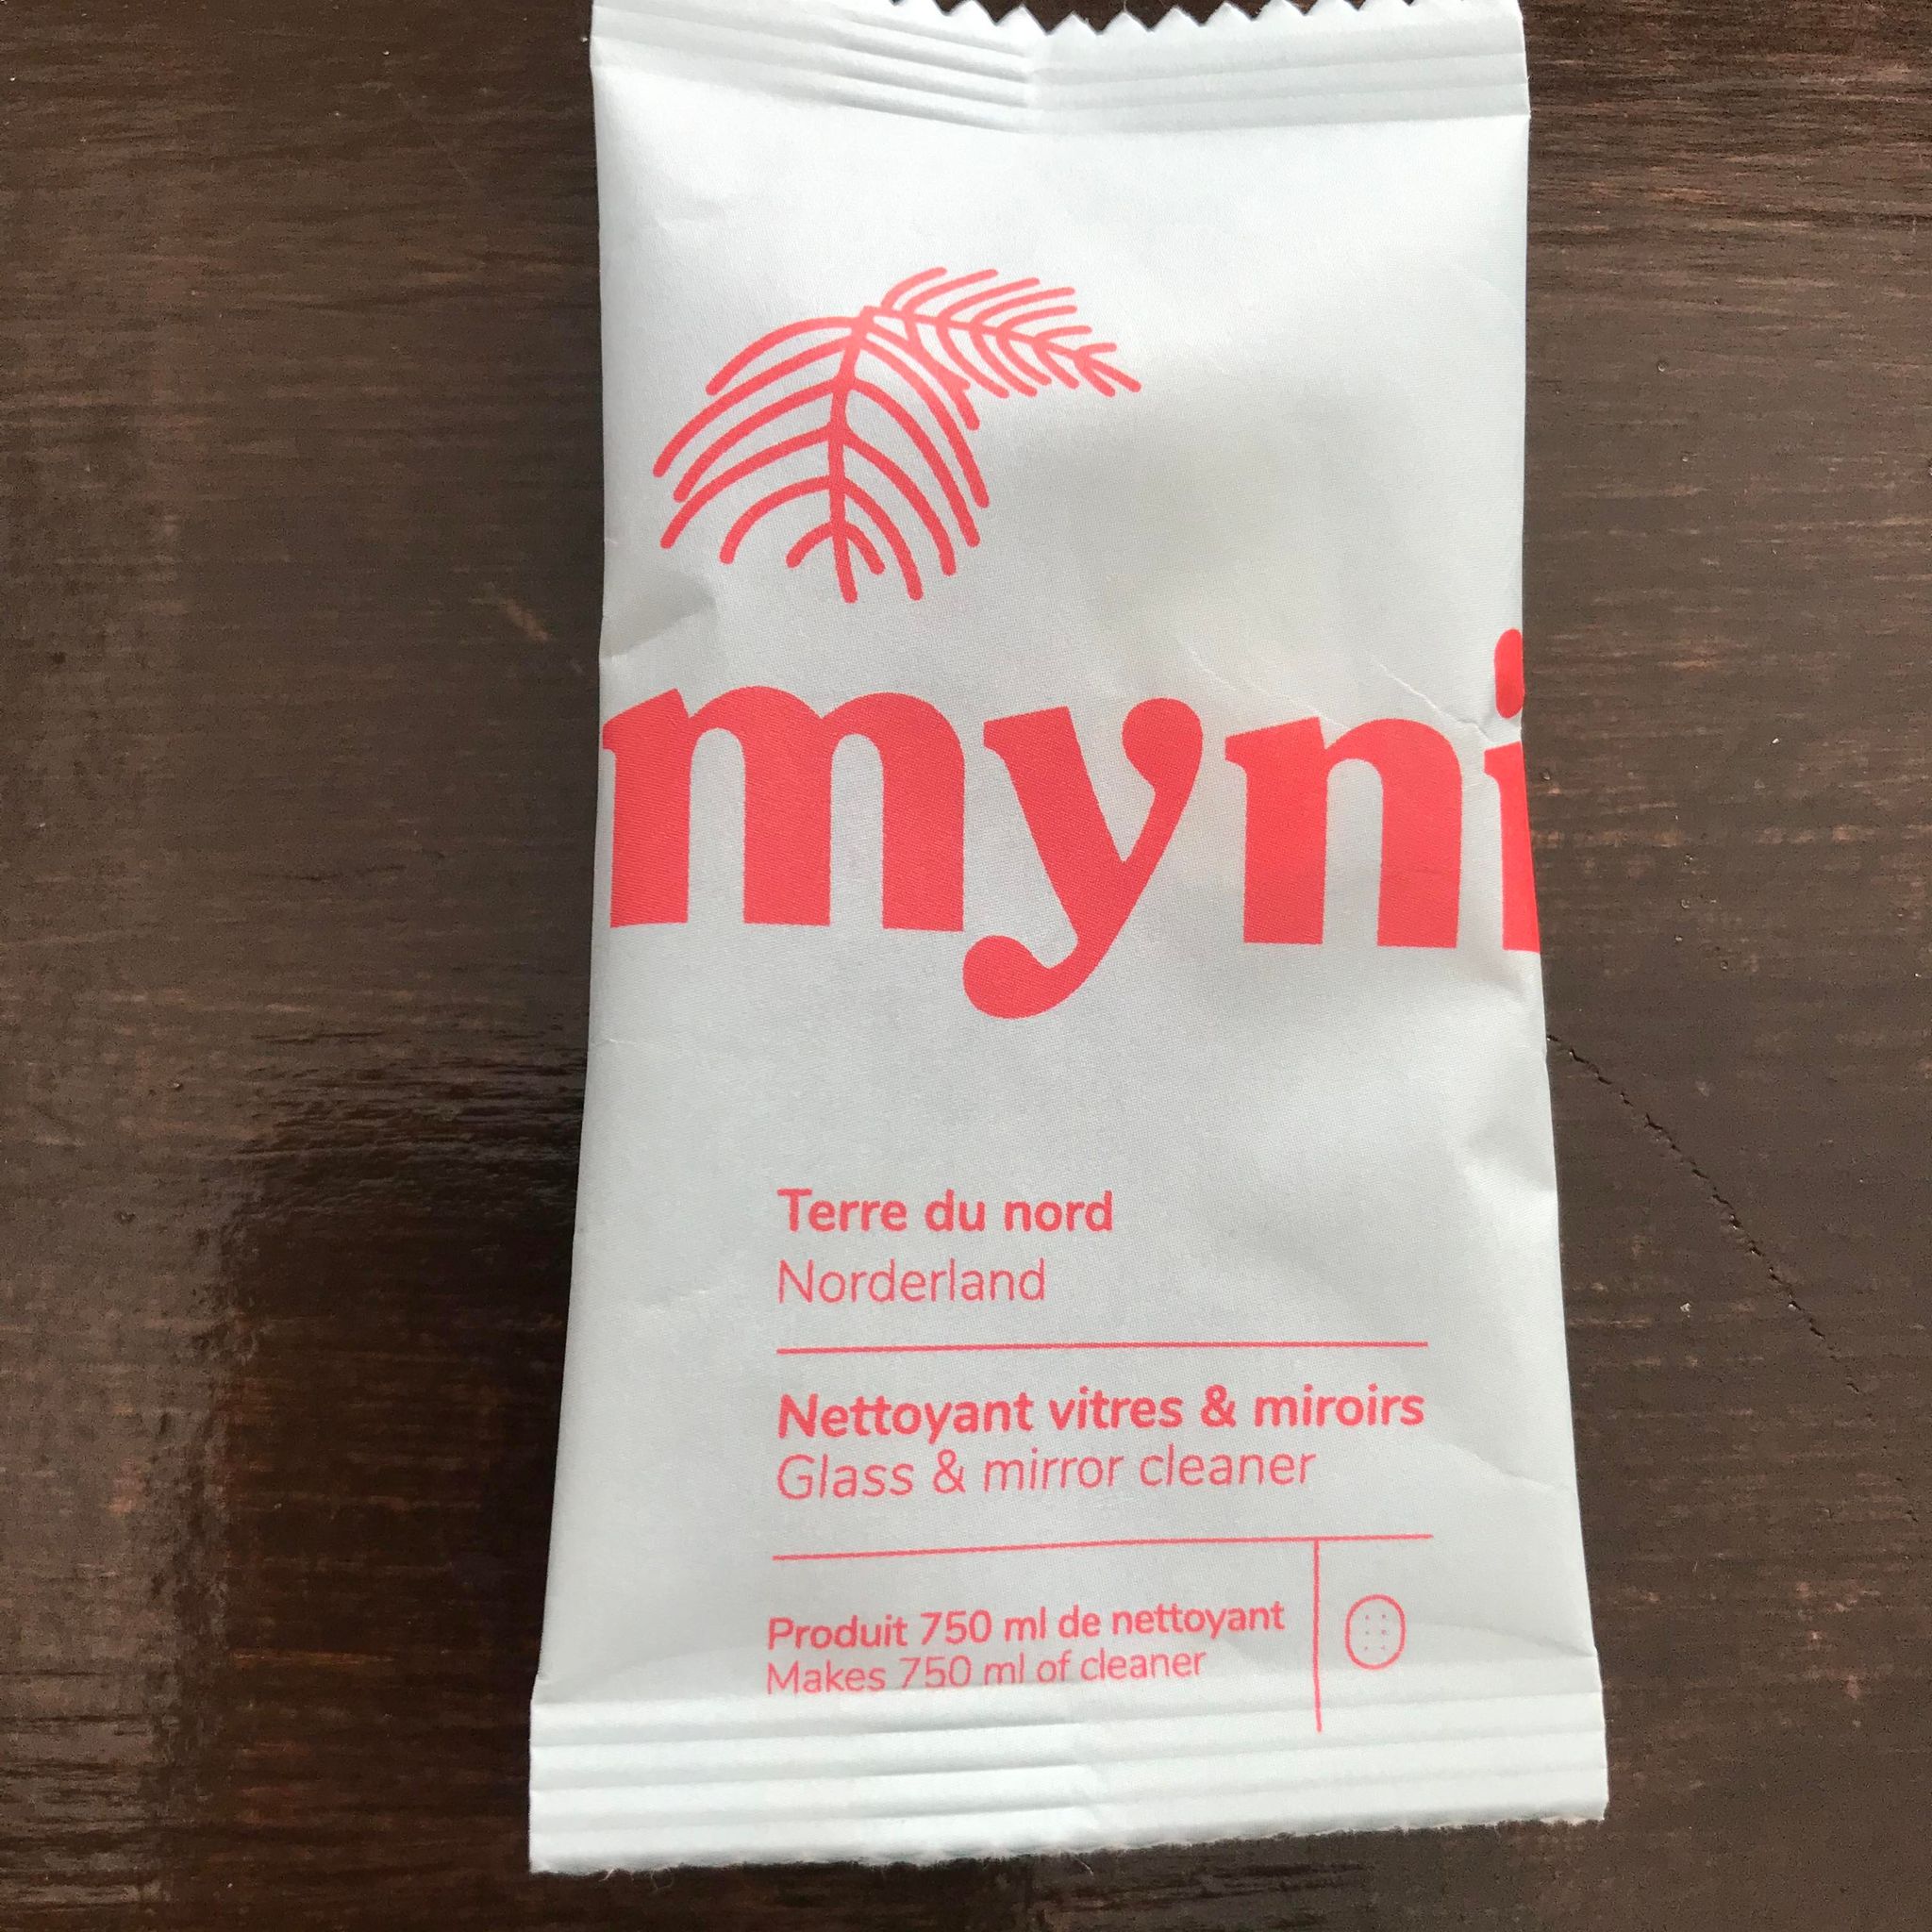 myni
Terre du nord
Norderland
Nettoyant vitres & miroirs
Glass & mirror cleaner
Produit 750 ml de nettoyant
Makes 750 ml of cleaner